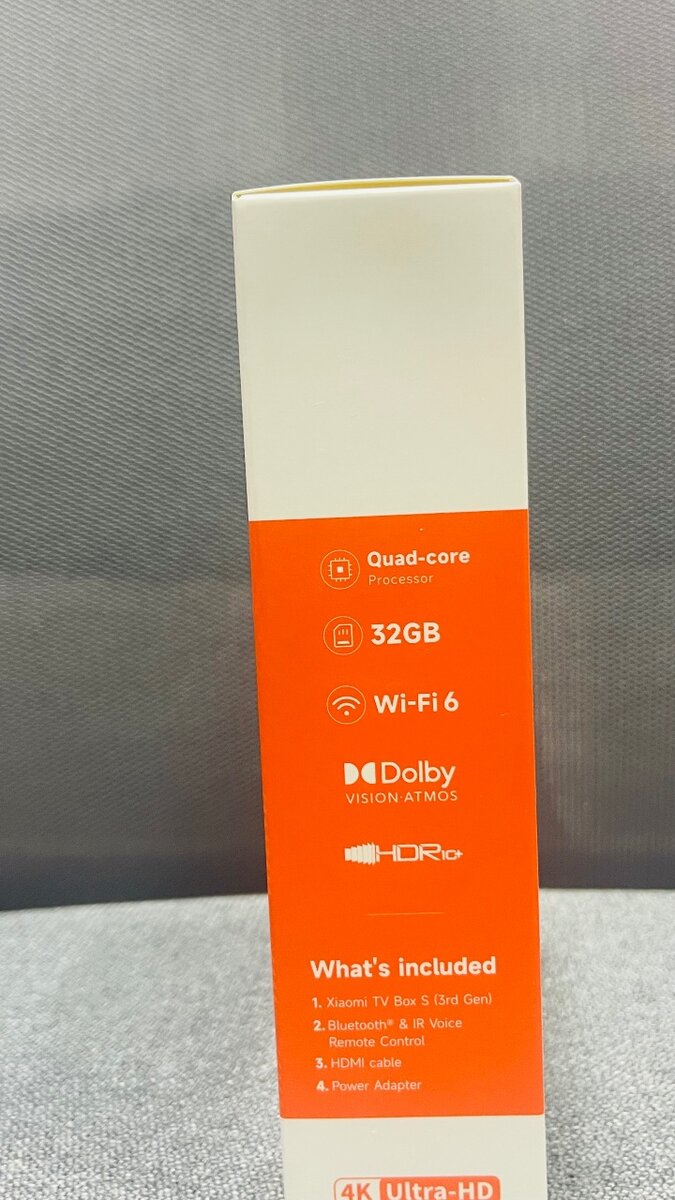 Quad-core
Processor
32GB
Wi-Fi 6
Dolby
VISION·ATMOS
HDR10+
What's included
1. Xiaomi TV Box S (3rd Gen)
2. Bluetooth® & IR Voice
Remote Control
3. HDMI cable
4. Power Adapter
4K Ultra-HD